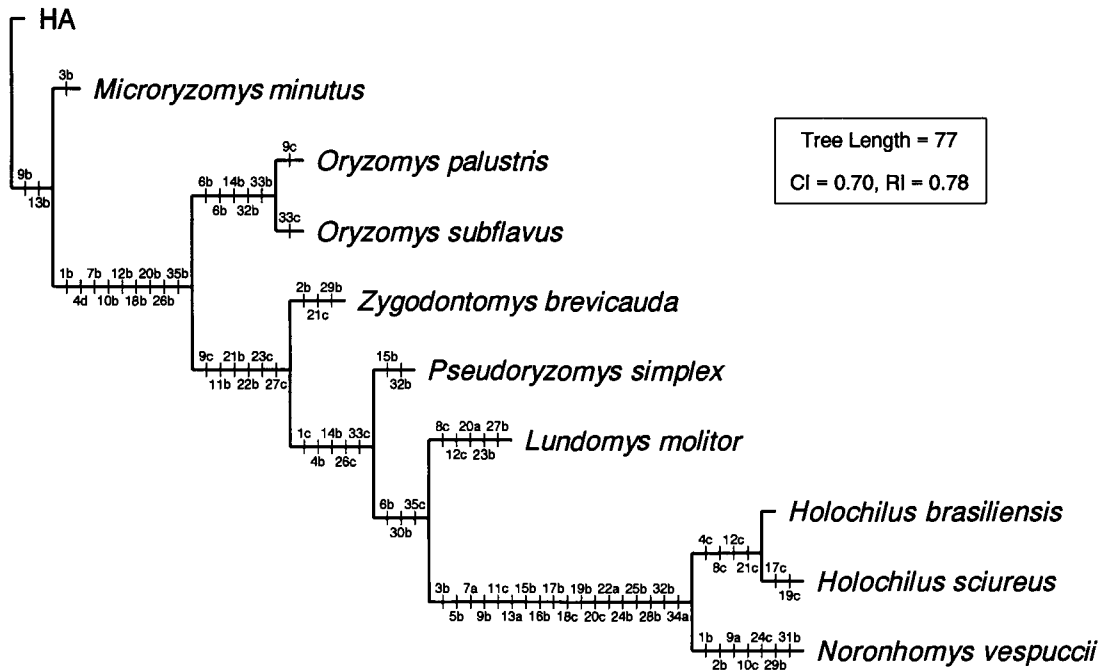 HA
3b
Microryzomys minutus
9b
13b
9c
Oryzomys palustris
6b 14b 33b
6b 32b
33c
Oryzomys subflavus
Tree Length = 77
CI = 0.70, RI = 0.78
1b 7b 12b 20b 35b
4d 10b 18b 26b
2b 29b
21c
Zygodontomys brevicauda
9c 21b 23c
11b 22b 27c
15b
32b
Pseudoryzomys simplex
1c 14b 33c
4b 26c
8c 20a 27b
12c 23b
Lundomys molitor
6b 35c
30b
Holochilus brasiliensis
4c 12c
8c 21c
17c
19c
Holochilus sciureus
3b 7a 11c 15b 17b 19b 22a 25b 32b
5b 9b 13a 16b 18c 20c 24b 28b 34a
1b 9a 24c 31b
2b 10c 29b
Noronhomys vespuccii